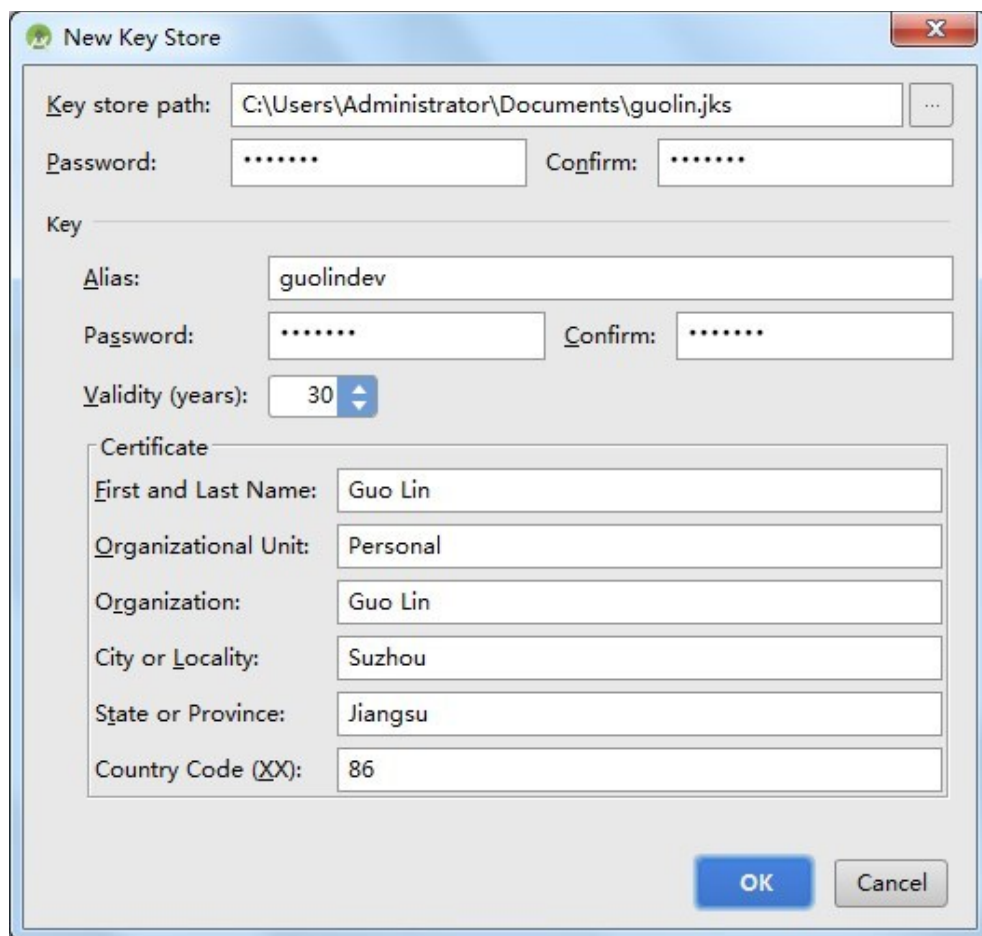 New Key Store
Key store path: C:\Users\Administrator\Documents\guolin.jks ...
Password: ••••••• Confirm: •••••••
Key
Alias: guolindev
Password: ••••••• Confirm: •••••••
Validity (years): 30
Certificate
First and Last Name: Guo Lin
Organizational Unit: Personal
Organization: Guo Lin
City or Locality: Suzhou
State or Province: Jiangsu
Country Code (XX): 86
OK Cancel